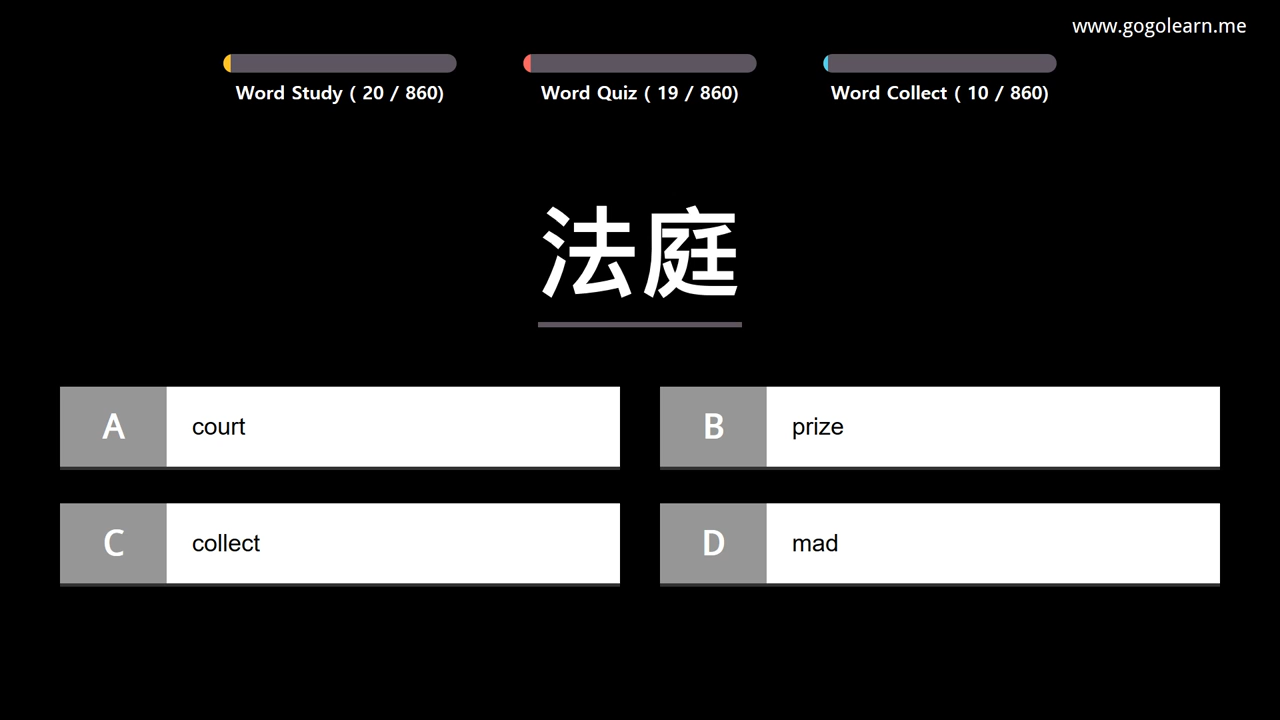 www.gogolearn.me
Word Study ( 20 / 860)
Word Quiz ( 19 / 860)
Word Collect ( 10 / 860)
法庭
A court
B prize
C collect
D mad